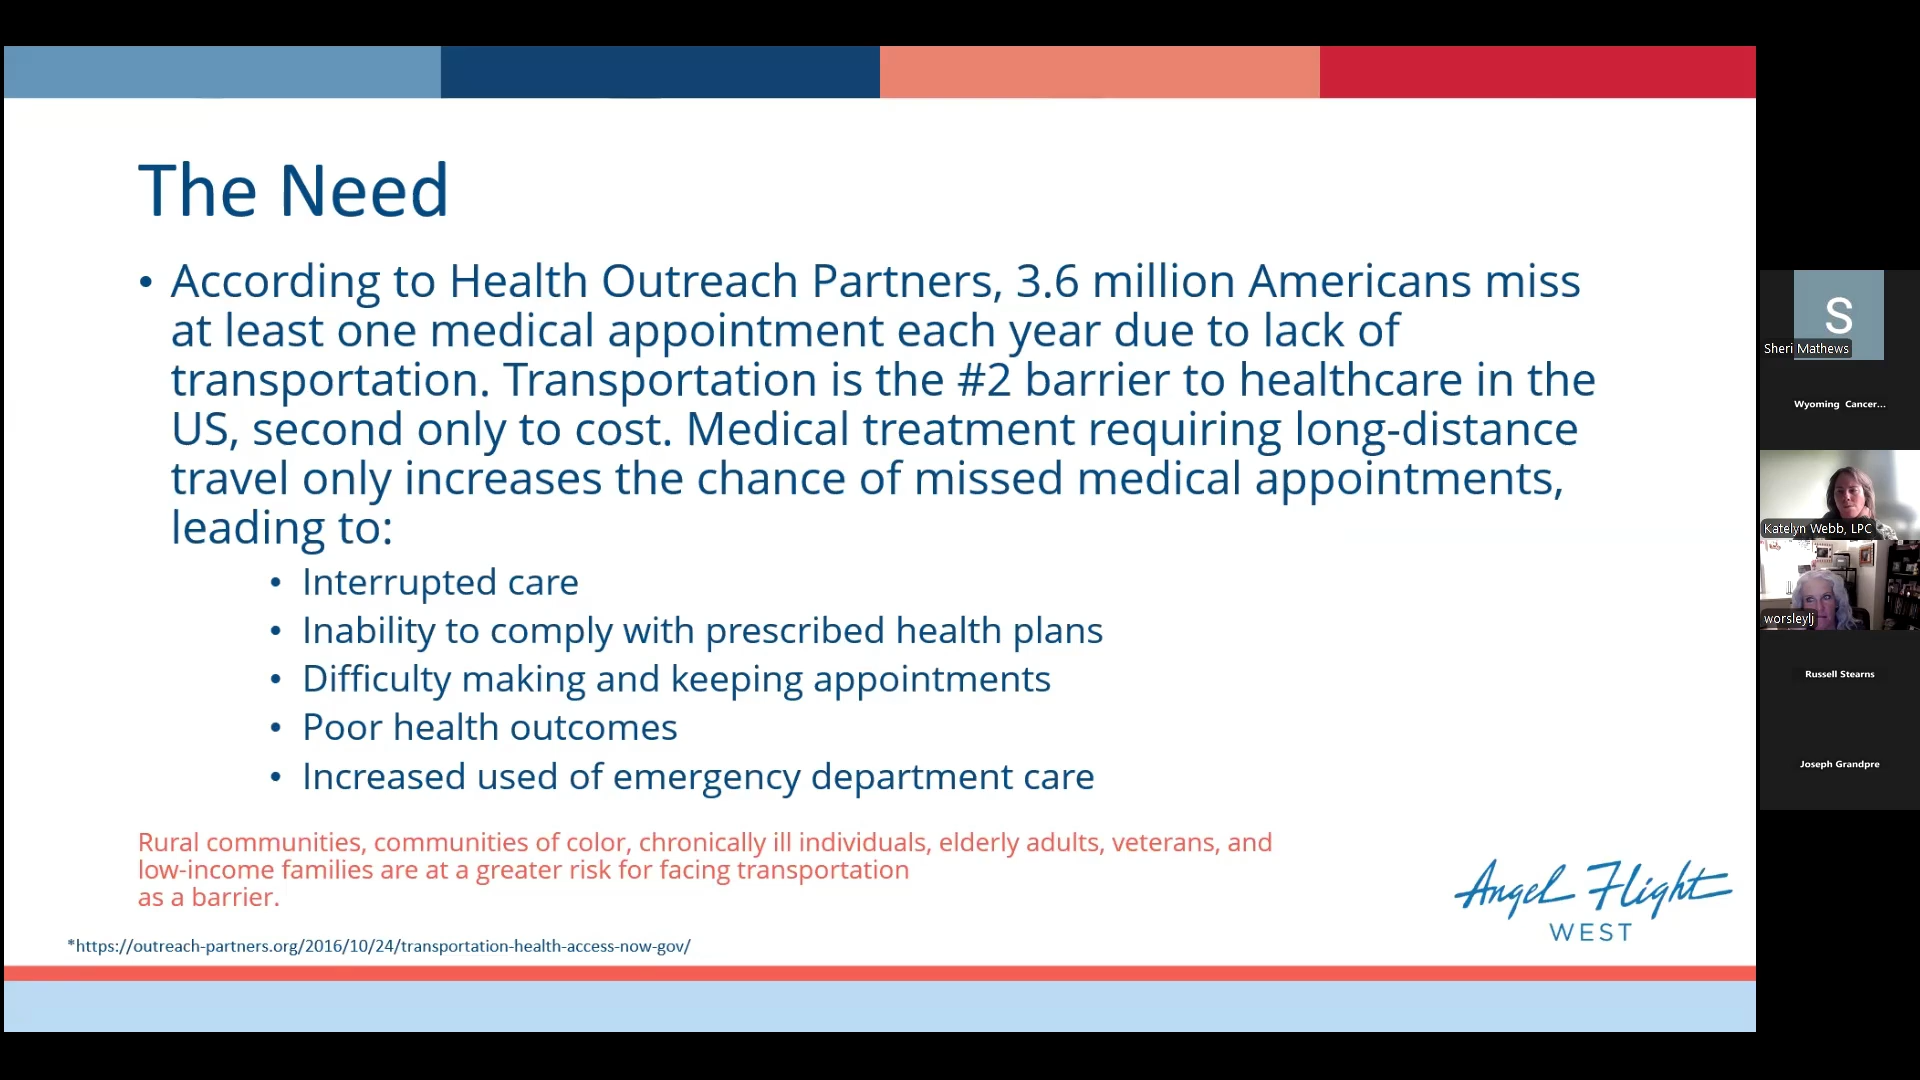 The Need
• According to Health Outreach Partners, 3.6 million Americans miss
at least one medical appointment each year due to lack of
transportation. Transportation is the #2 barrier to healthcare in the
US, second only to cost. Medical treatment requiring long-distance
travel only increases the chance of missed medical appointments,
leading to:
• Interrupted care
• Inability to comply with prescribed health plans
• Difficulty making and keeping appointments
• Poor health outcomes
• Increased used of emergency department care
Rural communities, communities of color, chronically ill individuals, elderly adults, veterans, and
low-income families are at a greater risk for facing transportation
as a barrier.
*https://outreach-partners.org/2016/10/24/transportation-health-access-now-gov/
Angel Flight
WEST
S
Sheri Mathews
Wyoming Cancer...
Katelyn Webb, LPC
worsleylj
Russell Stearns
Joseph Grandpre